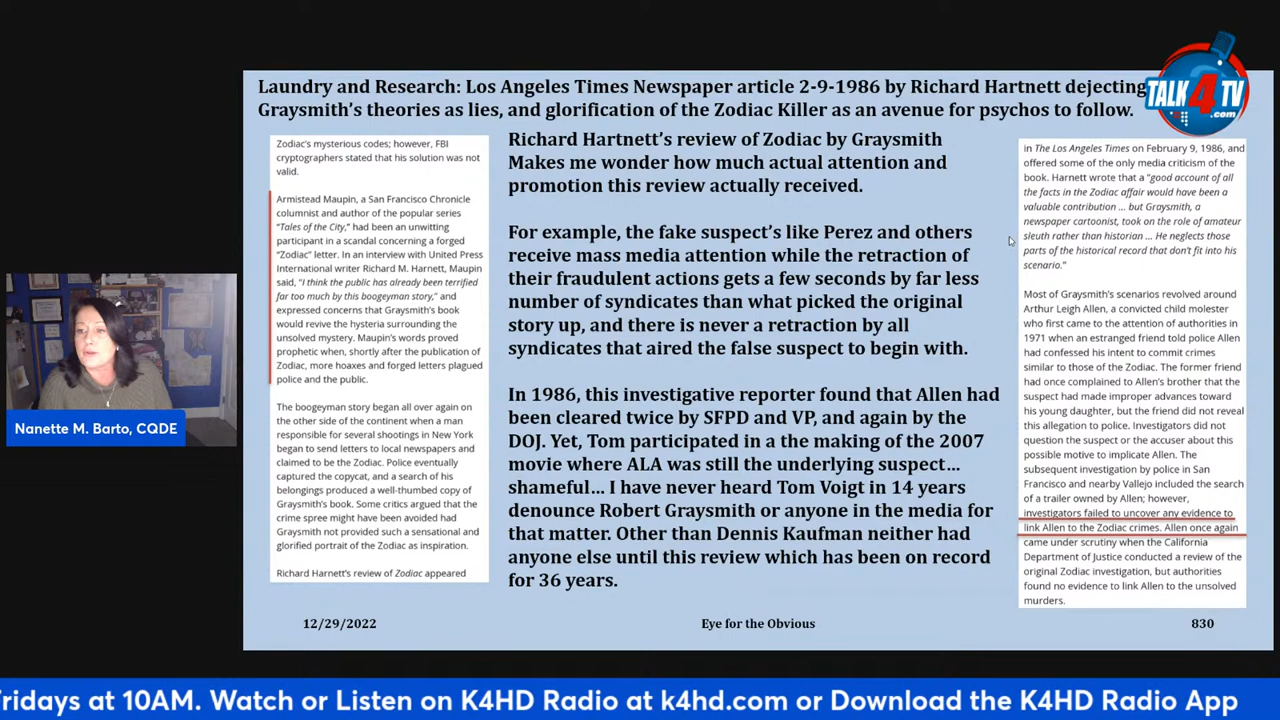 Laundry and Research: Los Angeles Times Newspaper article 2-9-1986 by Richard Hartnett dejecting
Graysmith's theories as lies, and glorification of the Zodiac Killer as an avenue for psychos to follow.
TALK 4 TV
.com
Zodiac's mysterious codes; however, FBI
cryptographers stated that his solution was not
valid.
Armistead Maupin, a San Francisco Chronicle
columnist and author of the popular series
"Tales of the City," had been an unwitting
participant in a scandal concerning a forged
"Zodiac" letter. In an interview with United Press
International writer Richard M. Harnett, Maupin
said, "I think the public has already been terrified
far too much by this boogeyman story," and
expressed concerns that Graysmith's book
would revive the hysteria surrounding the
unsolved mystery. Maupin's words proved
prophetic when, shortly after the publication of
Zodiac, more hoaxes and forged letters plagued
police and the public.
The boogeyman story began all over again on
the other side of the continent when a man
responsible for several shootings in New York
began to send letters to local newspapers and
claimed to be the Zodiac. Police eventually
captured the copycat, and a search of his
belongings produced a well-thumbed copy of
Graysmith's book. Some critics argued that the
crime spree might have been avoided had
Graysmith not provided such a sensational and
glorified portrait of the Zodiac as inspiration.
Richard Harnett's review of Zodiac appeared
Richard Hartnett's review of Zodiac by Graysmith
Makes me wonder how much actual attention and
promotion this review actually received.
For example, the fake suspect's like Perez and others
receive mass media attention while the retraction of
their fraudulent actions gets a few seconds by far less
number of syndicates than what picked the original
story up, and there is never a retraction by all
syndicates that aired the false suspect to begin with.
In 1986, this investigative reporter found that Allen had
been cleared twice by SFPD and VP, and again by the
DOJ. Yet, Tom participated in a the making of the 2007
movie where ALA was still the underlying suspect…
shameful… I have never heard Tom Voigt in 14 years
denounce Robert Graysmith or anyone in the media for
that matter. Other than Dennis Kaufman neither had
anyone else until this review which has been on record
for 36 years.
in The Los Angeles Times on February 9, 1986, and
offered some of the only media criticism of the
book. Harnett wrote that a "good account of all
the facts in the Zodiac affair would have been a
valuable contribution ... but Graysmith, a
newspaper cartoonist, took on the role of amateur
sleuth rather than historian ... He neglects those
parts of the historical record that don't fit into his
scenario."
Most of Graysmith's scenarios revolved around
Arthur Leigh Allen, a convicted child molester
who first came to the attention of authorities in
1971 when an estranged friend told police Allen
had confessed his intent to commit crimes
similar to those of the Zodiac. The former friend
had once complained to Allen's brother that the
suspect had made improper advances toward
his young daughter, but the friend did not reveal
this allegation to police. Investigators did not
question the suspect or the accuser about this
possible motive to implicate Allen. The
subsequent investigation by police in San
Francisco and nearby Vallejo included the search
of a trailer owned by Allen; however,
investigators failed to uncover any evidence to
link Allen to the Zodiac crimes. Allen once again
came under scrutiny when the California
Department of Justice conducted a review of the
original Zodiac investigation, but authorities
found no evidence to link Allen to the unsolved
murders.
Nanette M. Barto, CQDE
12/29/2022
Eye for the Obvious
830
ridays at 10AM. Watch or Listen on K4HD Radio at k4hd.com or Download the K4HD Radio App